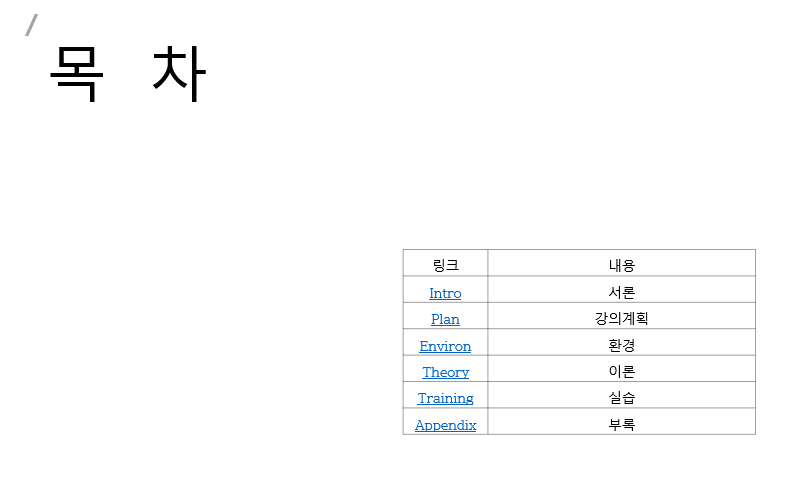 /
목 차
링크 내용
Intro 서론
Plan 강의계획
Environ 환경
Theory 이론
Training 실습
Appendix 부록